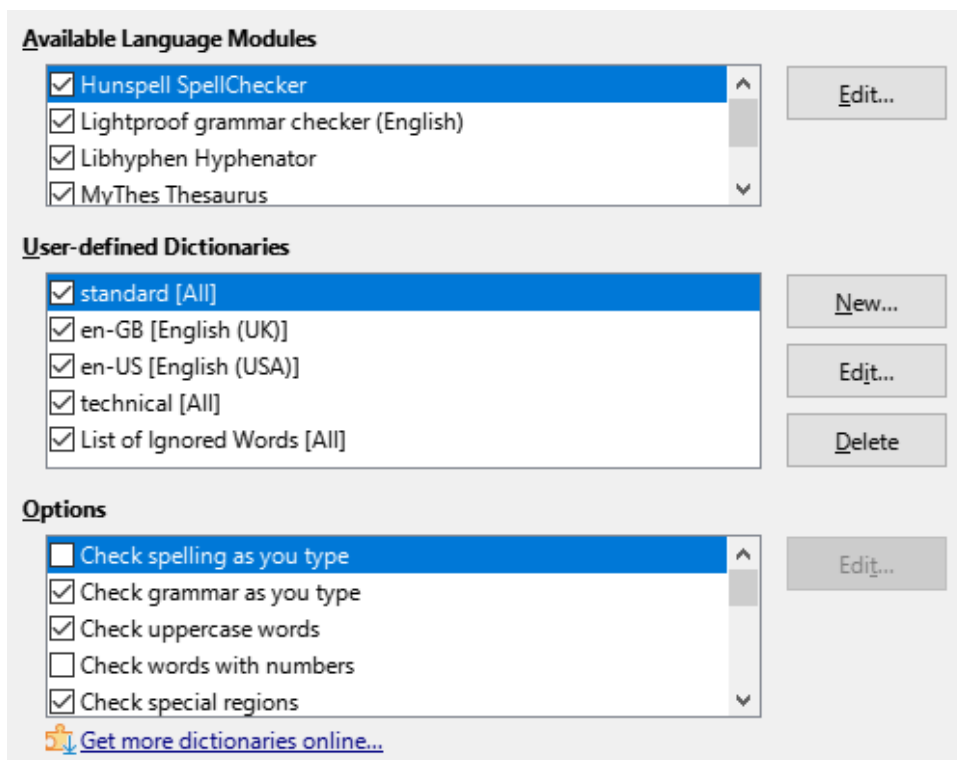 Available Language Modules
Hunspell SpellChecker
Edit...
Lightproof grammar checker (English)
Libhyphen Hyphenator
MyThes Thesaurus
User-defined Dictionaries
standard [All]
New...
en-GB [English (UK)]
en-US [English (USA)]
Edit...
technical [All]
List of Ignored Words [All]
Delete
Options
Check spelling as you type
Edit...
Check grammar as you type
Check uppercase words
Check words with numbers
Check special regions
Get more dictionaries online...